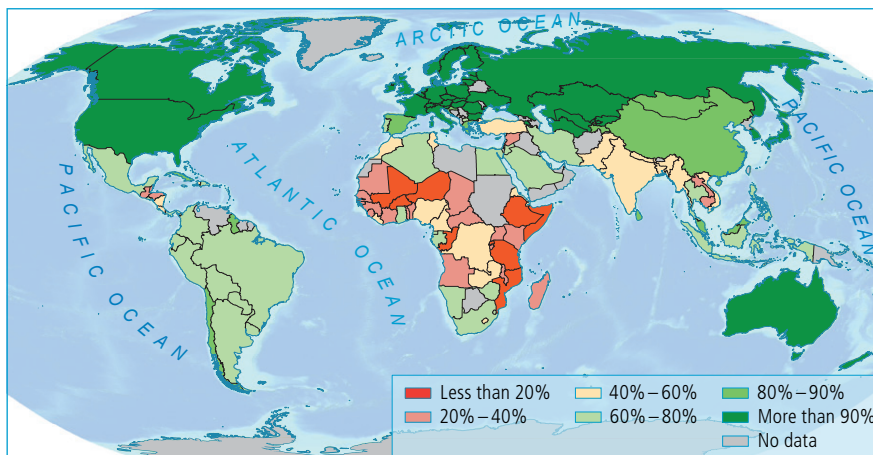 ARCTIC OCEAN
PACIFIC OCEAN
ATLANTIC OCEAN
PACIFIC OCEAN
Less than 20%
20%–40%
40%–60%
60%–80%
80%–90%
More than 90%
No data